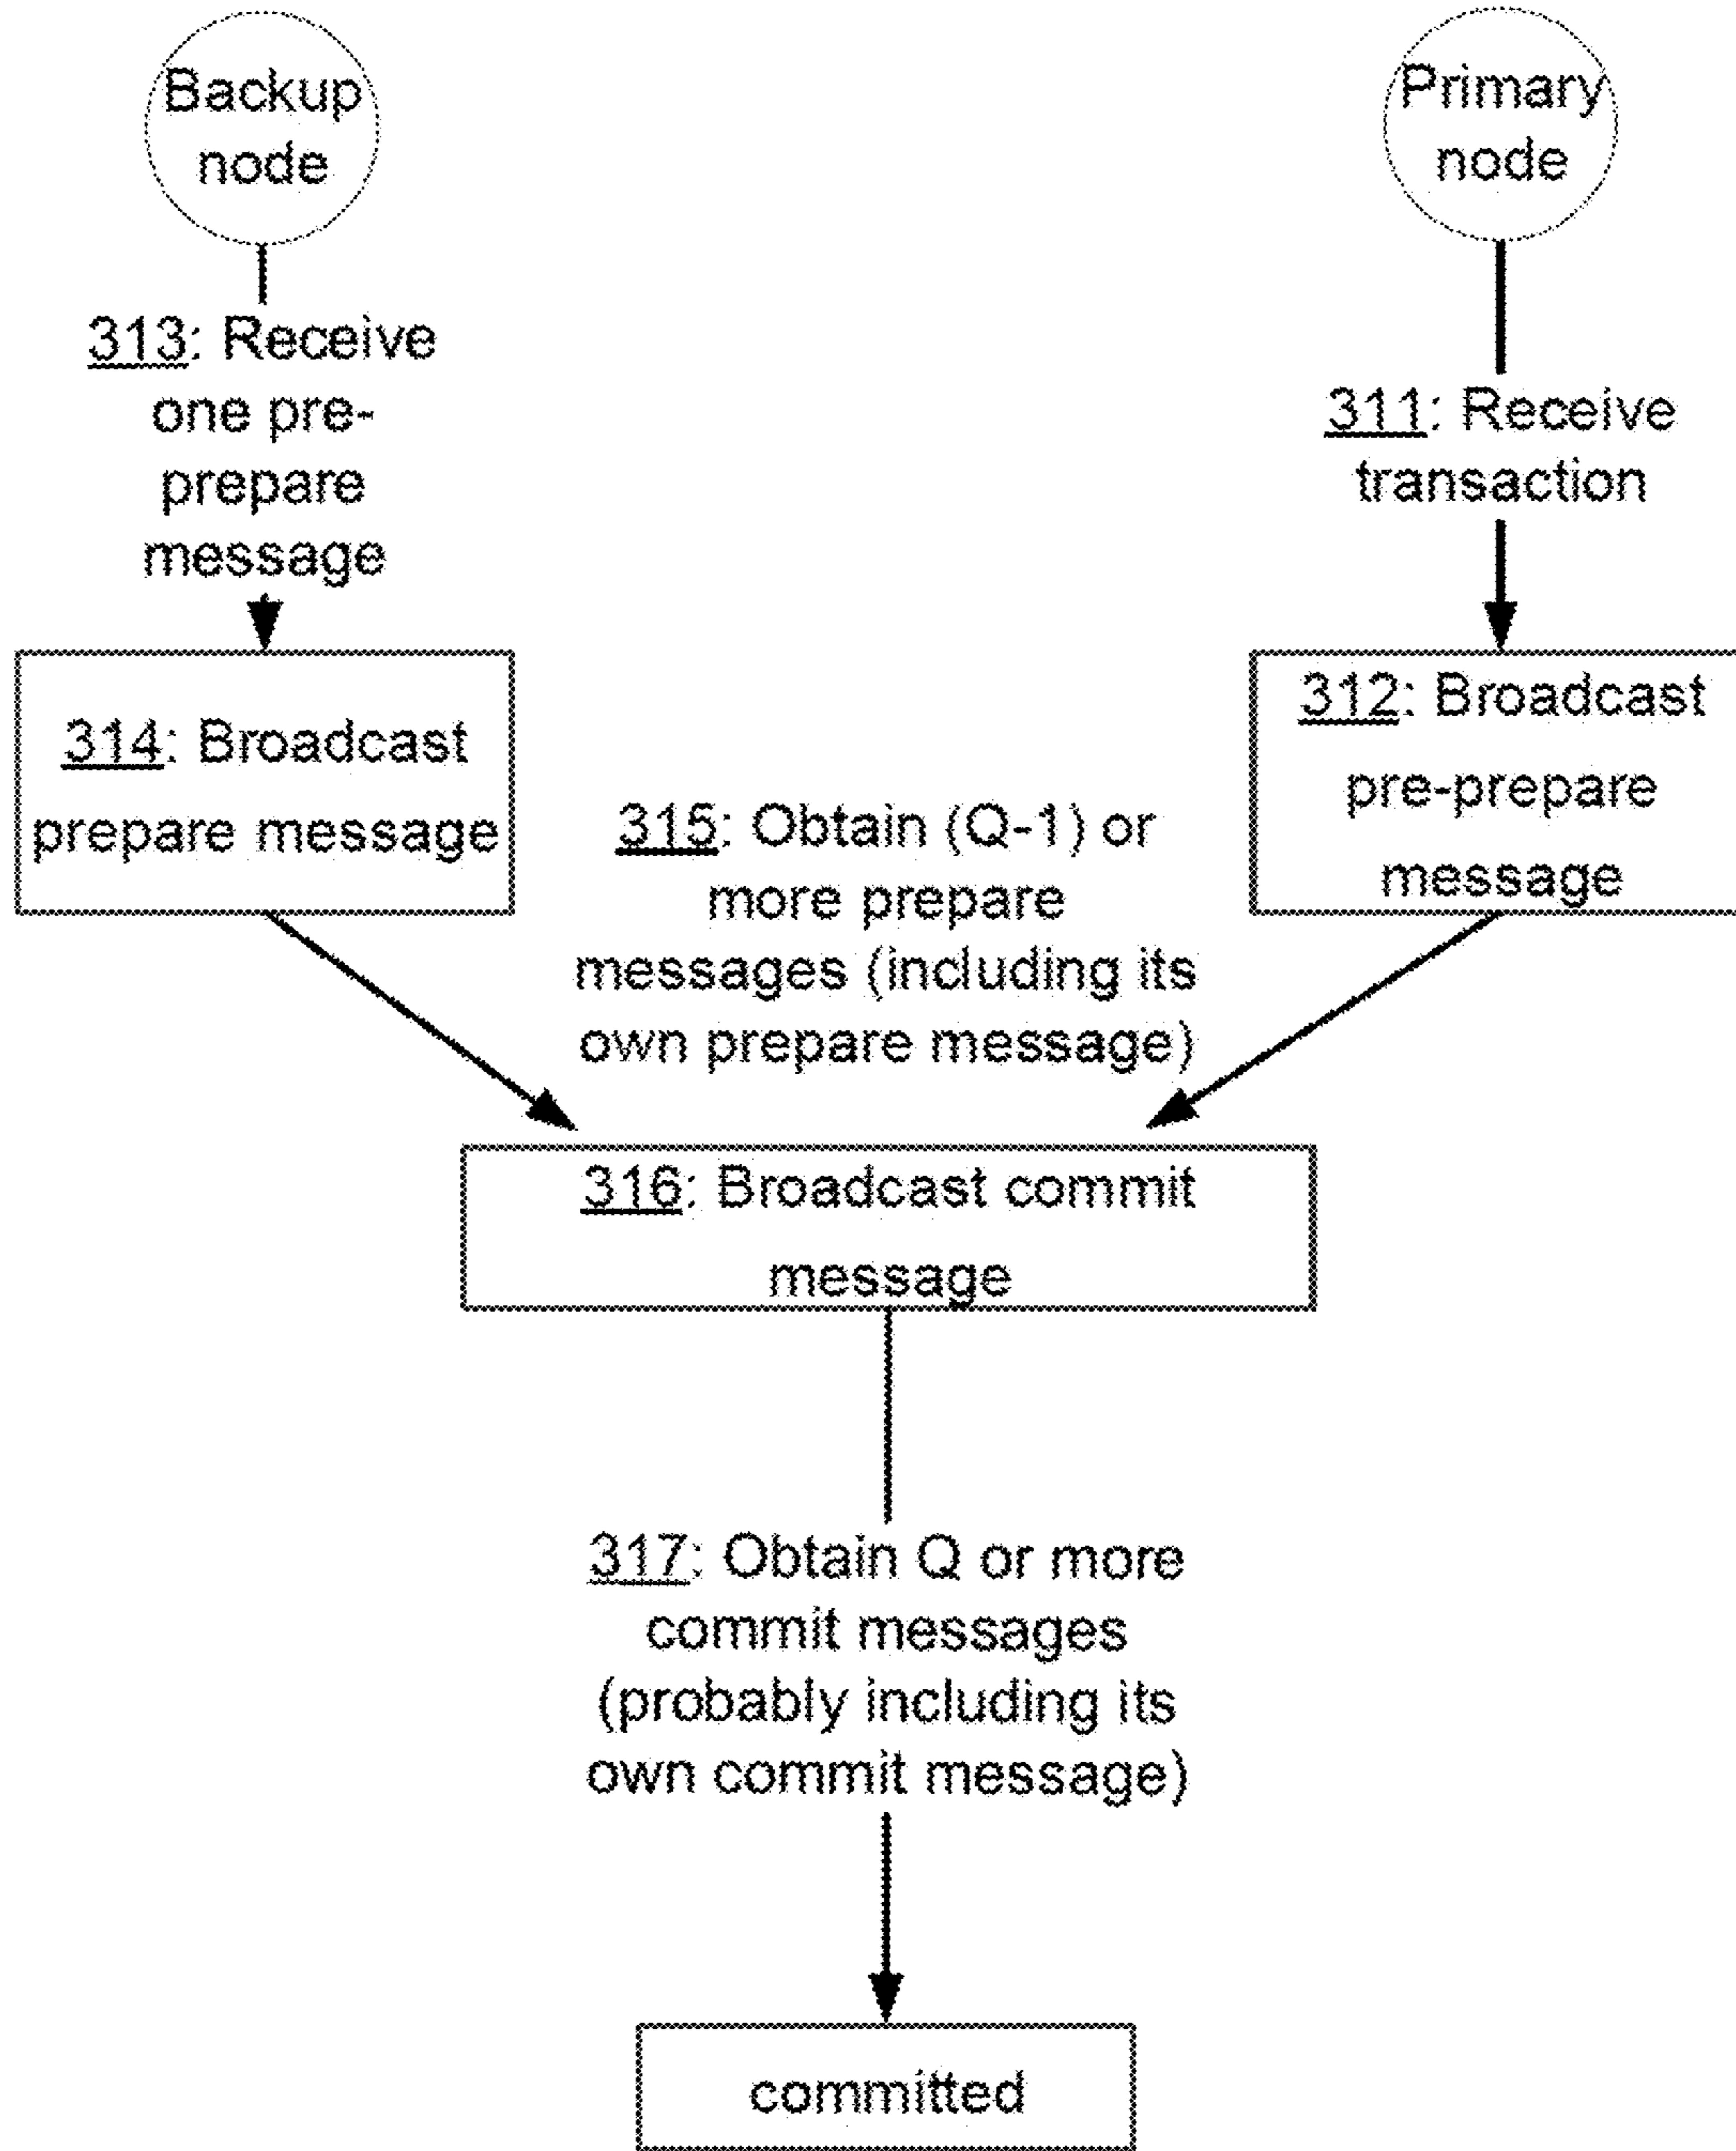 Backup
node
Primary
node
313: Receive
one pre-
prepare
message
311: Receive
transaction
314: Broadcast
prepare message
312: Broadcast
pre-prepare
message
315: Obtain (Q-1) or
more prepare
messages (including its
own prepare message)
316: Broadcast commit
message
317: Obtain Q or more
commit messages
(probably including its
own commit message)
committed